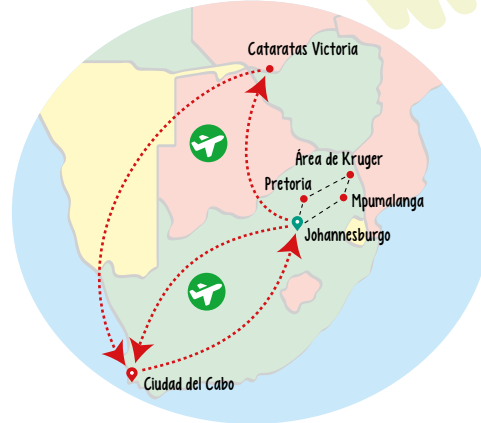 Cataratas Victoria
Área de Kruger
Pretoria
Mpumalanga
Johannesburgo
Ciudad del Cabo